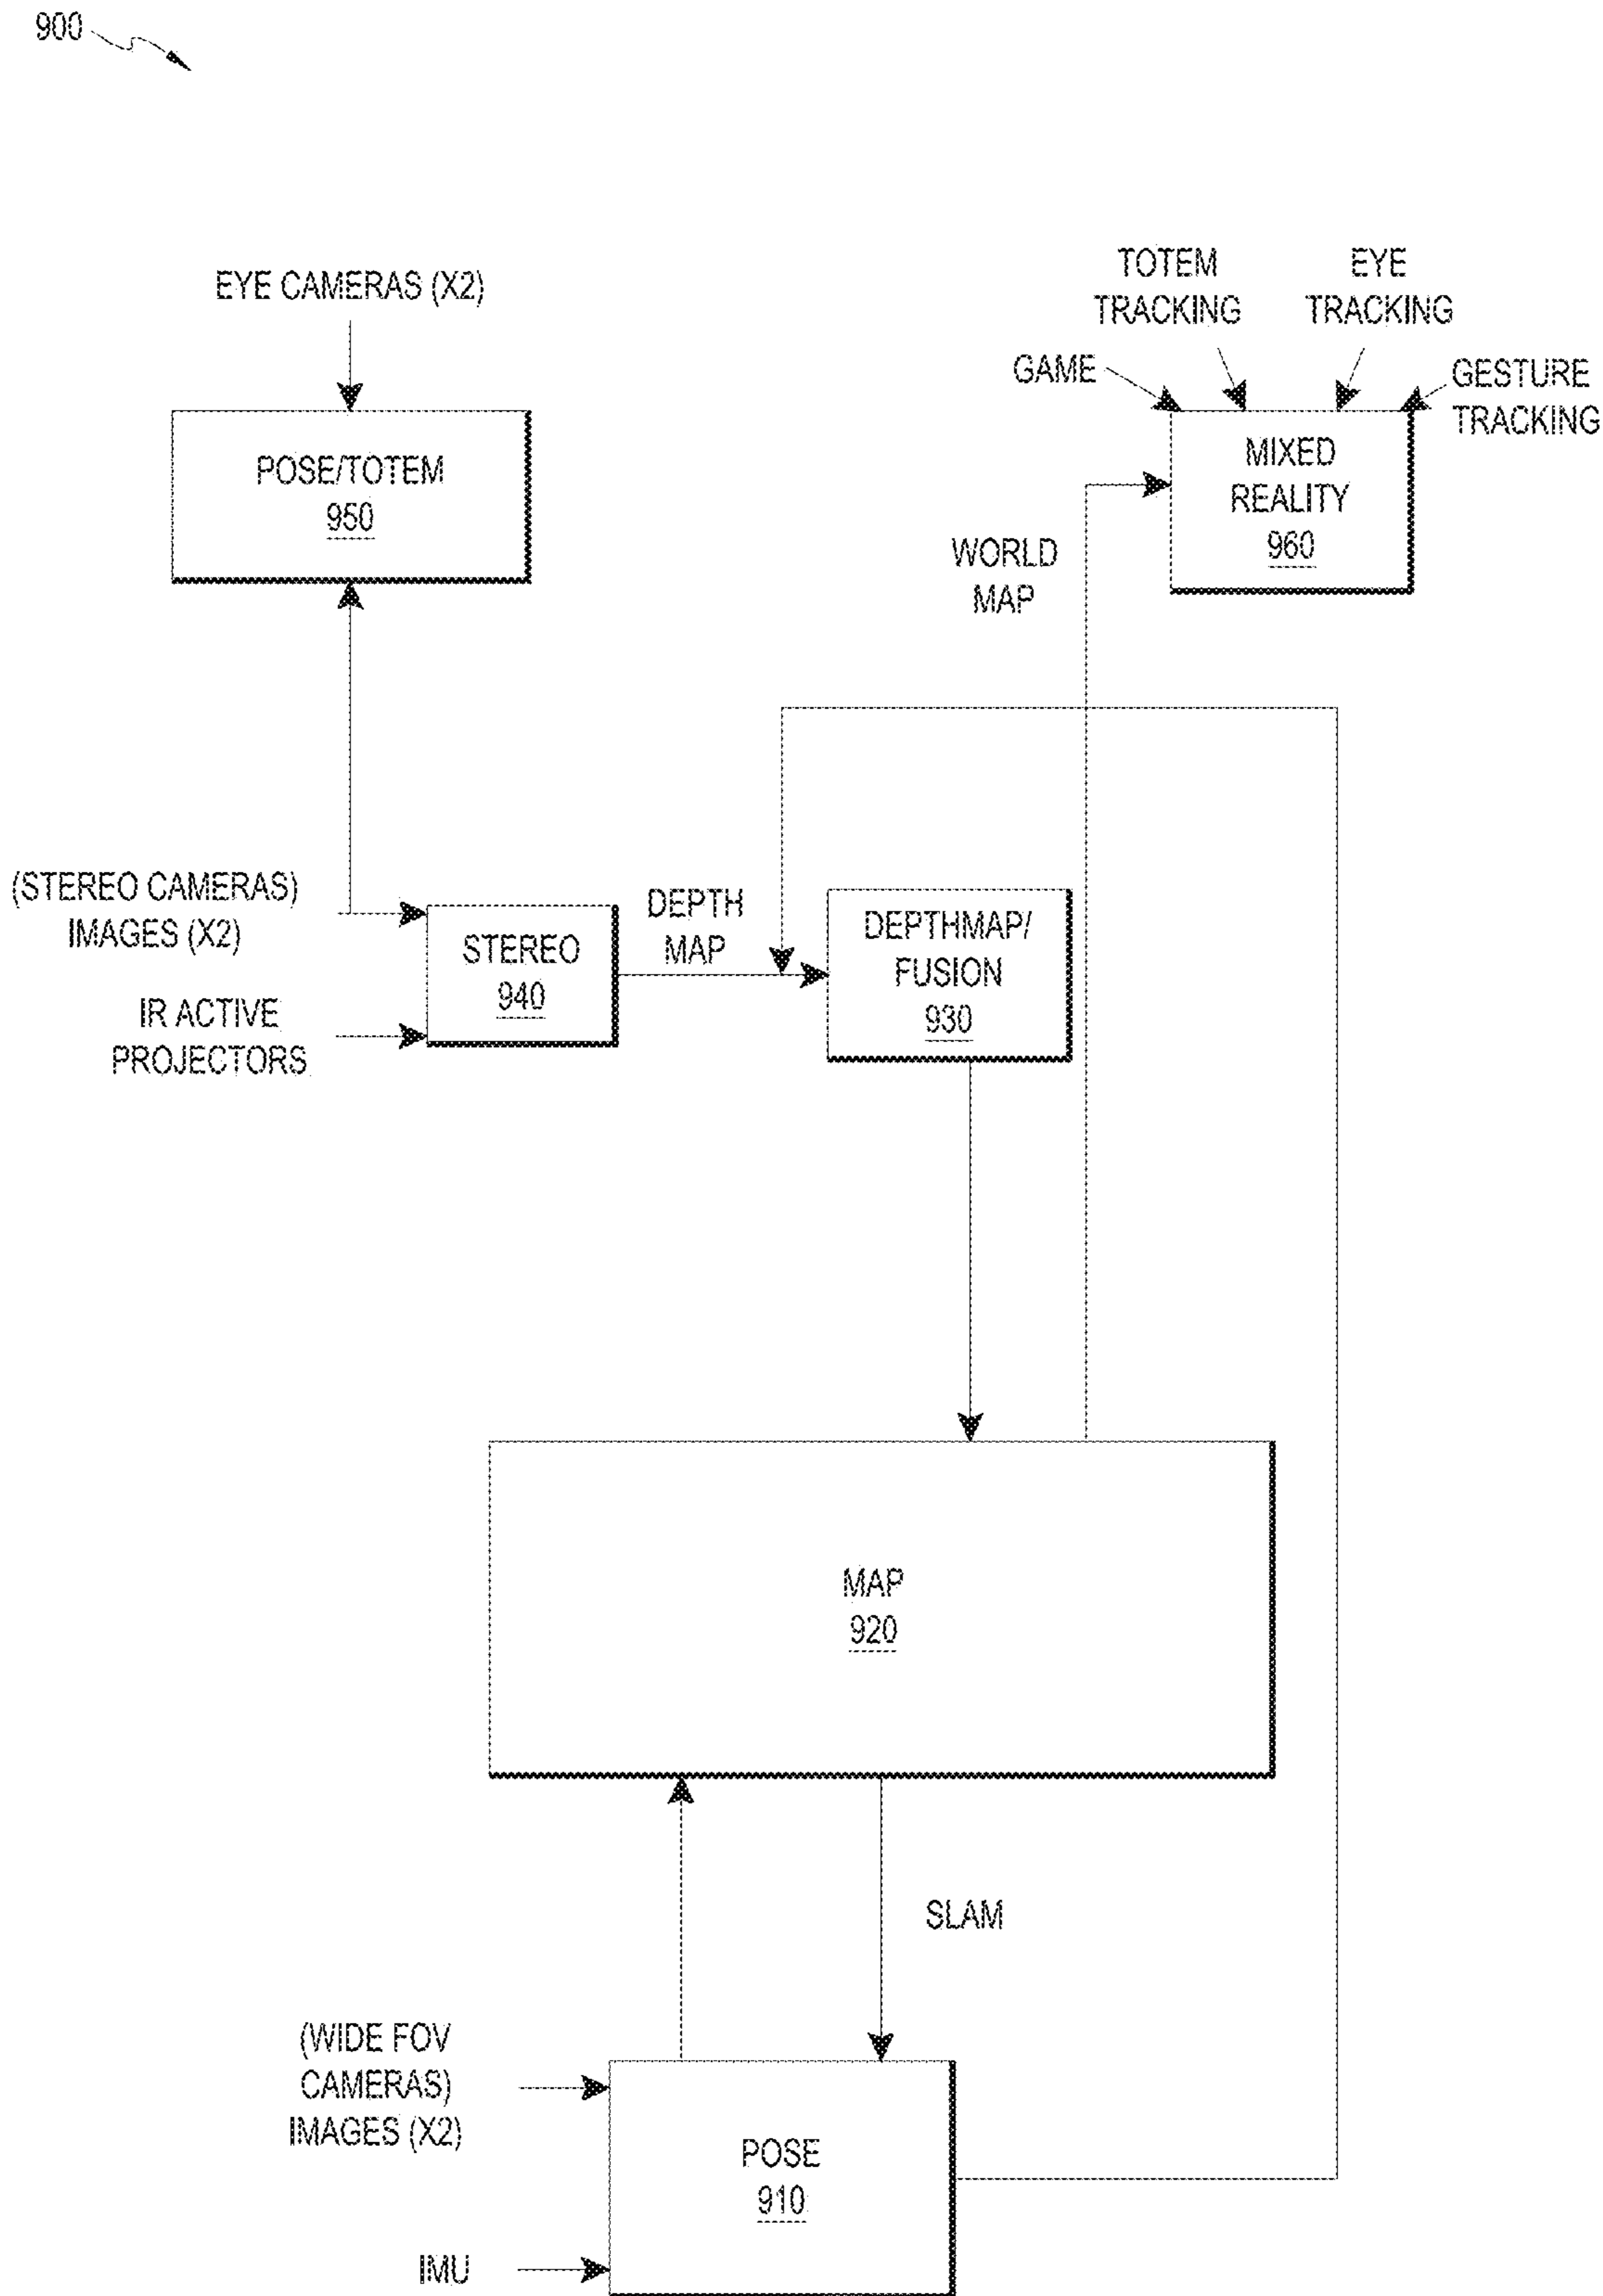 900
EYE CAMERAS (X2)
POSE/TOTEM
950
TOTEM
TRACKING
EYE
TRACKING
GAME
GESTURE
TRACKING
MIXED
REALITY
960
WORLD
MAP
(STEREO CAMERAS)
IMAGES (X2)
IR ACTIVE
PROJECTORS
STEREO
940
DEPTH
MAP
DEPTHMAP/
FUSION
930
MAP
920
SLAM
(WIDE FOV
CAMERAS)
IMAGES (X2)
IMU
POSE
910